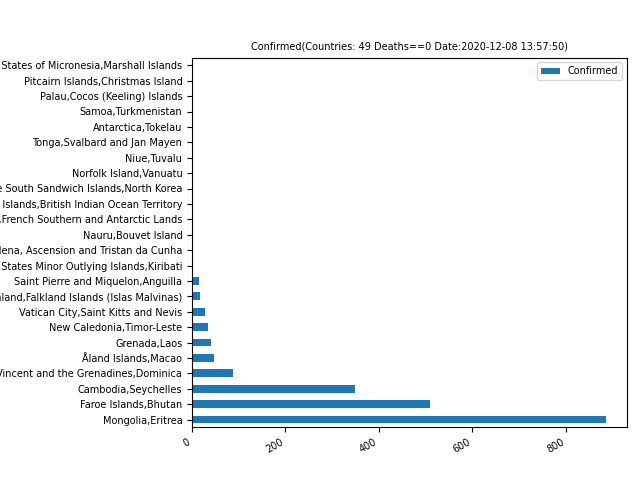 Confirmed(Countries: 49 Deaths==0 Date:2020-12-08 13:57:50)
Confirmed
States of Micronesia,Marshall Islands
Pitcairn Islands,Christmas Island
Palau,Cocos (Keeling) Islands
Samoa,Turkmenistan
Antarctica,Tokelau
Tonga,Svalbard and Jan Mayen
Niue,Tuvalu
Norfolk Island,Vanuatu
South Sandwich Islands,North Korea
Islands,British Indian Ocean Territory
,French Southern and Antarctic Lands
Nauru,Bouvet Island
lena, Ascension and Tristan da Cunha
States Minor Outlying Islands,Kiribati
Saint Pierre and Miquelon,Anguilla
land,Falkland Islands (Islas Malvinas)
Vatican City,Saint Kitts and Nevis
New Caledonia,Timor-Leste
Grenada,Laos
Åland Islands,Macao
Vincent and the Grenadines,Dominica
Cambodia,Seychelles
Faroe Islands,Bhutan
Mongolia,Eritrea
0 200 400 600 800